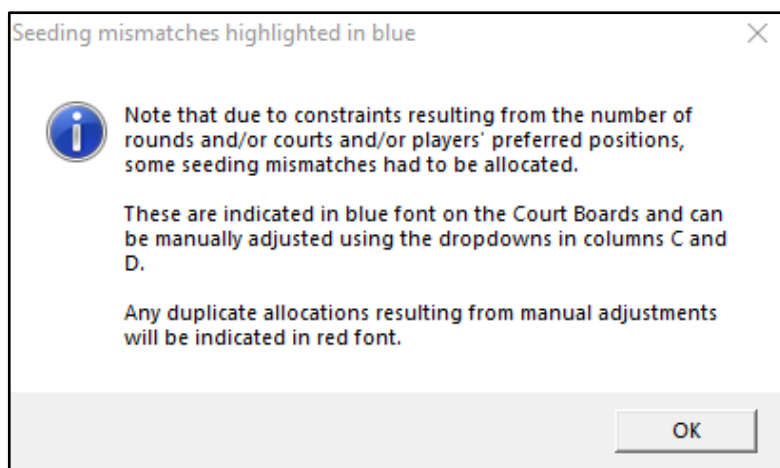 Seeding mismatches highlighted in blue
Note that due to constraints resulting from the number of
rounds and/or courts and/or players' preferred positions,
some seeding mismatches had to be allocated.
These are indicated in blue font on the Court Boards and can
be manually adjusted using the dropdowns in columns C and
D.
Any duplicate allocations resulting from manual adjustments
will be indicated in red font.
OK